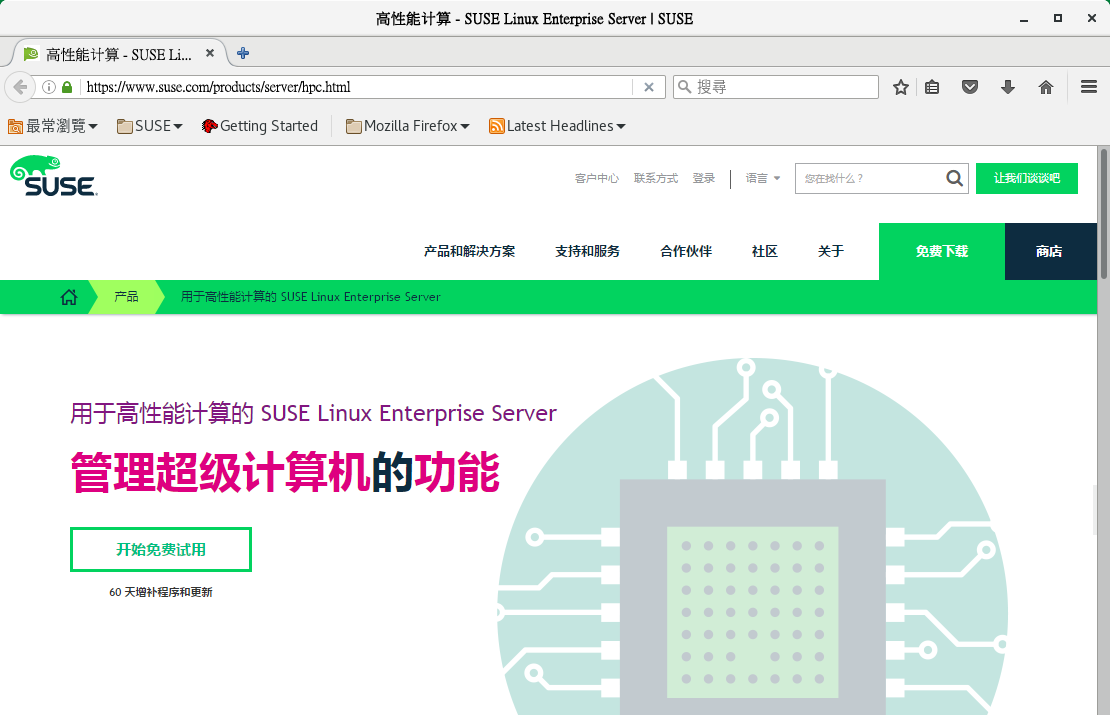 高性能计算 - SUSE Linux Enterprise Server | SUSE
高性能计算 - SUSE Li...
https://www.suse.com/products/server/hpc.html
搜尋
最常瀏覽
SUSE
Getting Started
Mozilla Firefox
Latest Headlines
SUSE
客户中心
联系方式
登录
语言
您在找什么？
让我们谈谈吧
产品和解决方案
支持和服务
合作伙伴
社区
关于
免费下载
商店
产品
用于高性能计算的 SUSE Linux Enterprise Server
用于高性能计算的 SUSE Linux Enterprise Server
管理超级计算机的功能
开始免费试用
60 天增补程序和更新